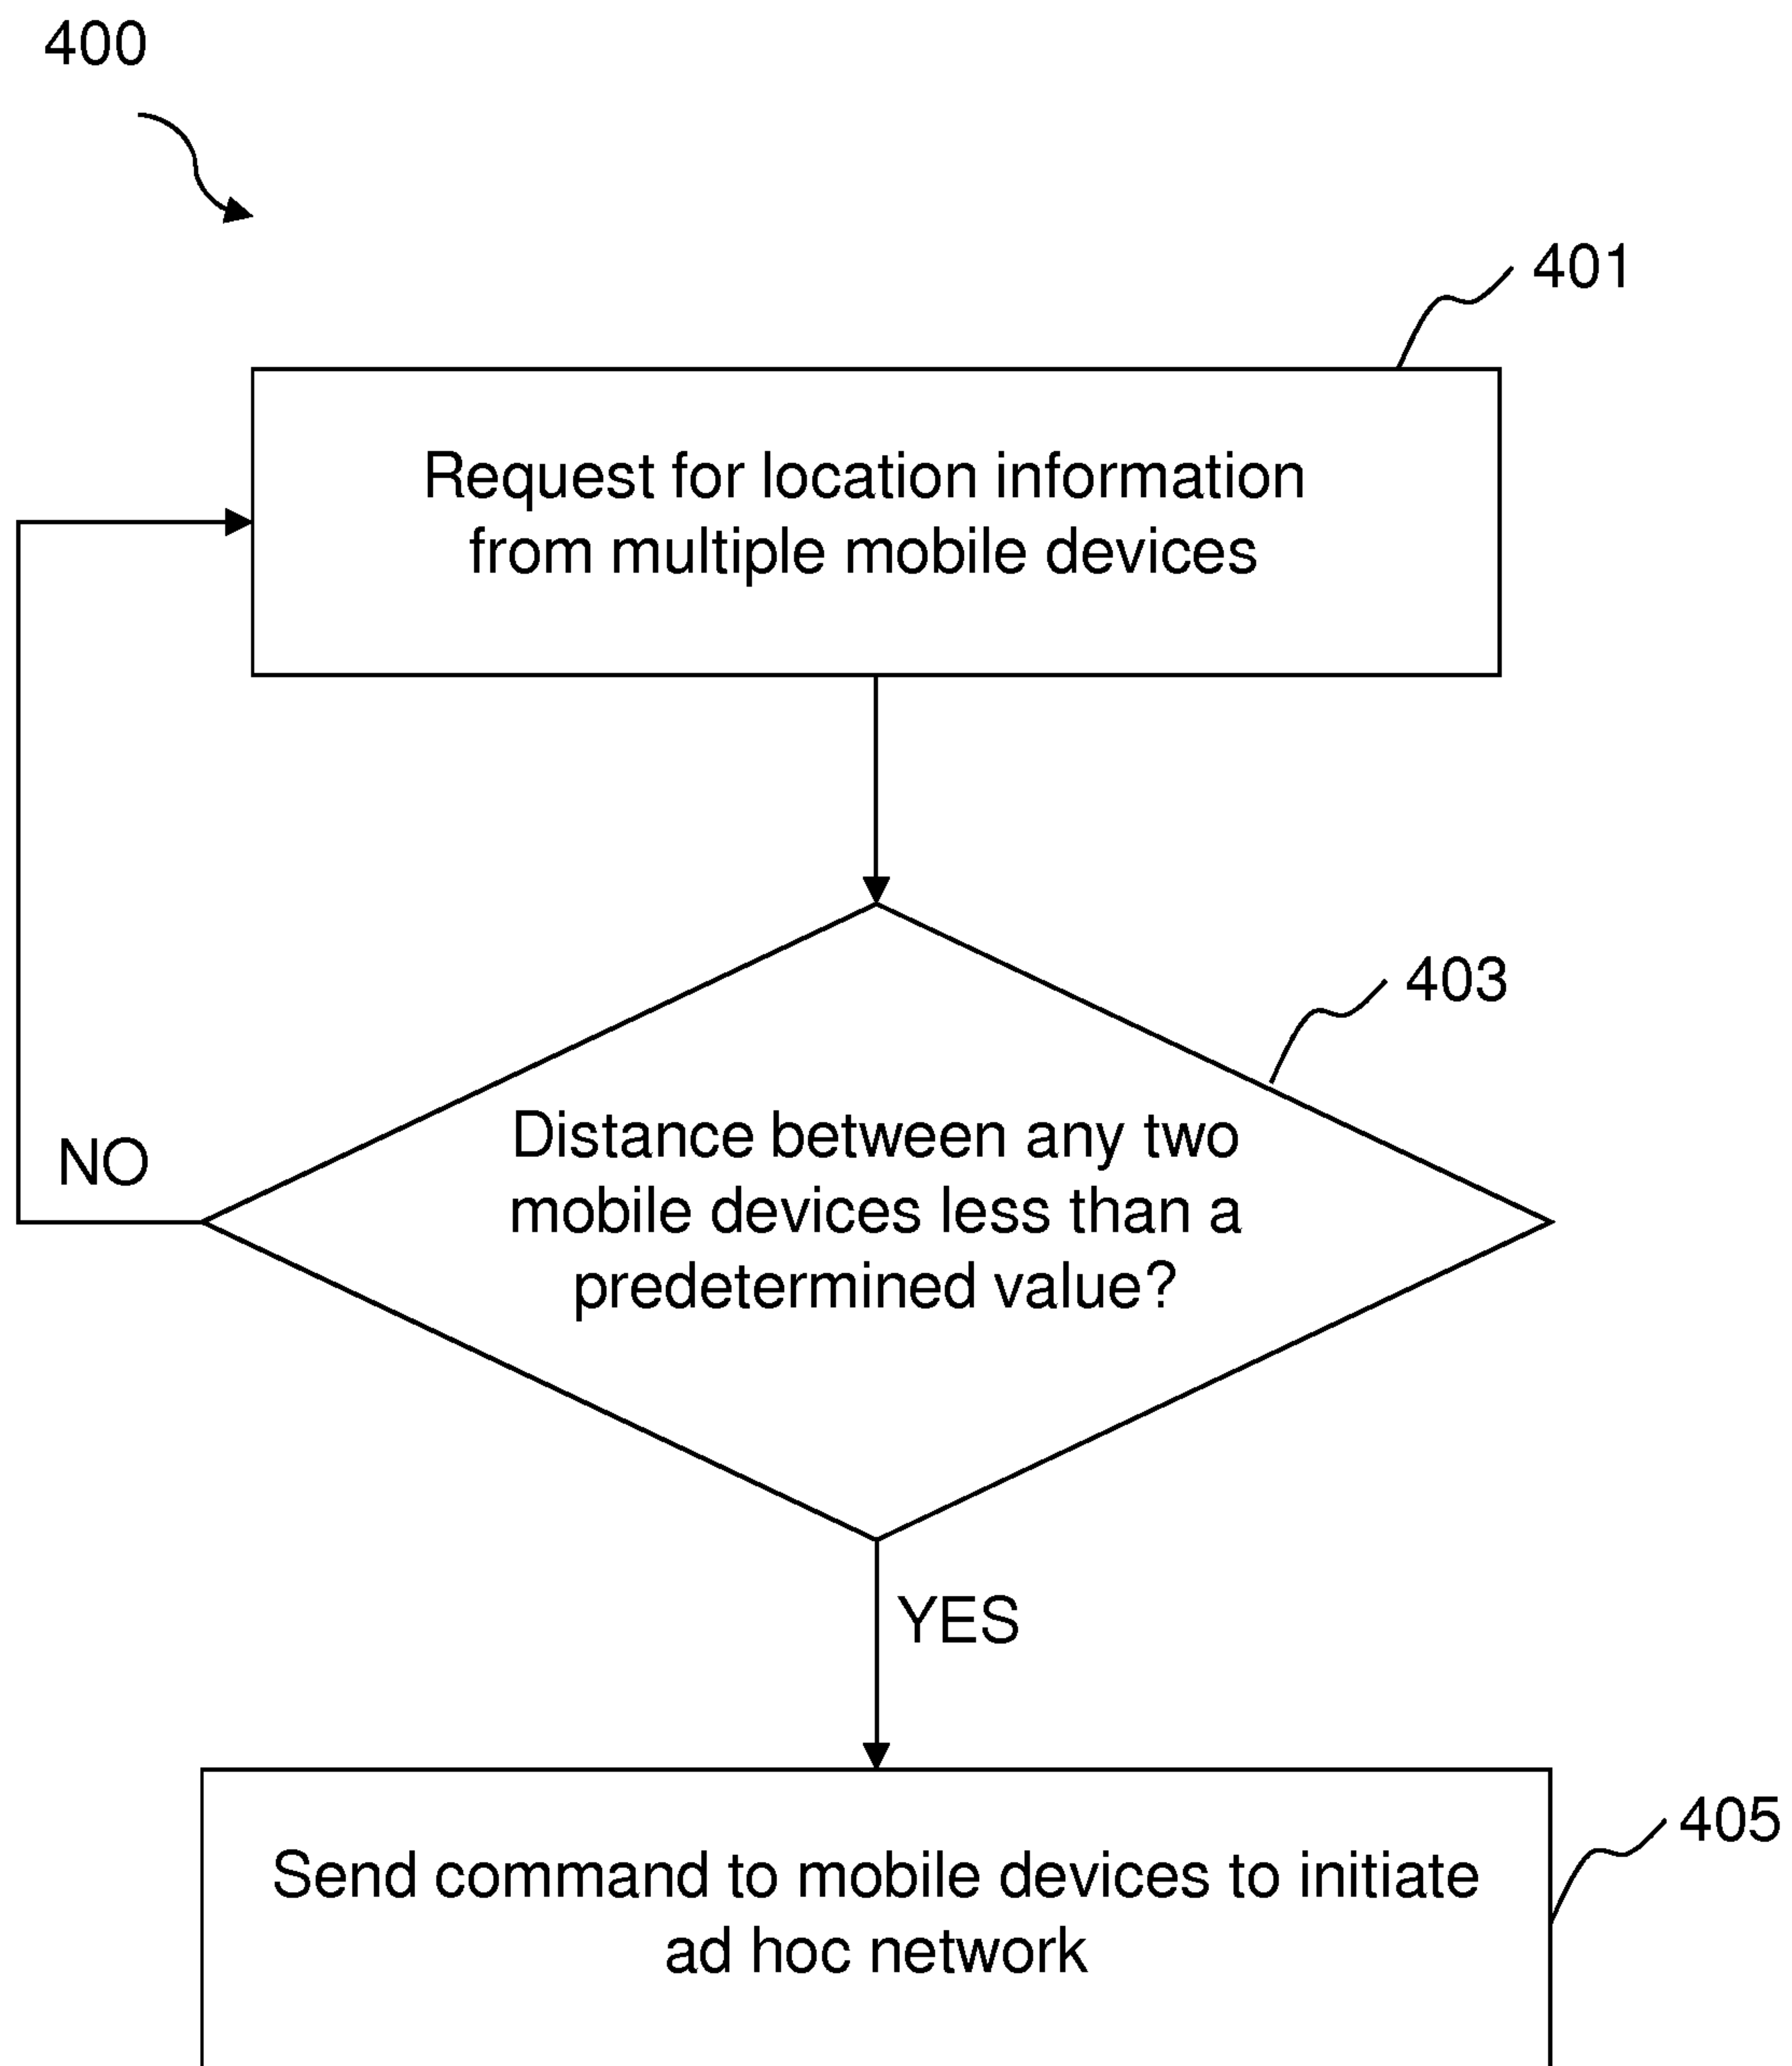 400
401
Request for location information
from multiple mobile devices
403
Distance between any two
mobile devices less than a
predetermined value?
NO
YES
405
Send command to mobile devices to initiate
ad hoc network